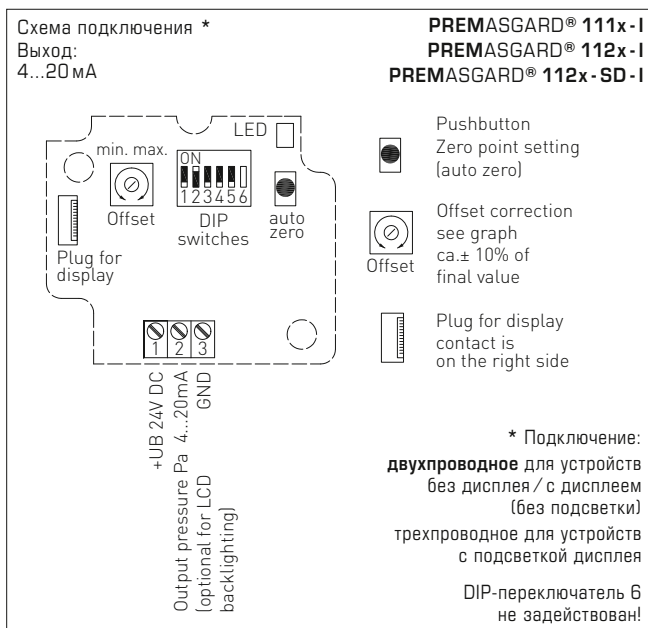 Схема подключения *
Выход:
4...20 мА
PREMASGARD® 111x-I
PREMASGARD® 112x-I
PREMASGARD® 112x-SD-I
LED
min. max.
ON
1 2 3 4 5 6
Offset
DIP
switches
auto
zero
Plug for
display
1 2 3
+UB 24V DC
Output pressure Pa 4...20mA
GND
(optional for LCD
backlighting)
Pushbutton
Zero point setting
(auto zero)
Offset
Offset correction
see graph
ca.± 10% of
final value
Plug for display
contact is
on the right side
* Подключение:
двухпроводное для устройств
без дисплея / с дисплеем
(без подсветки)
трехпроводное для устройств
с подсветкой дисплея
DIP-переключатель 6
не задействован!